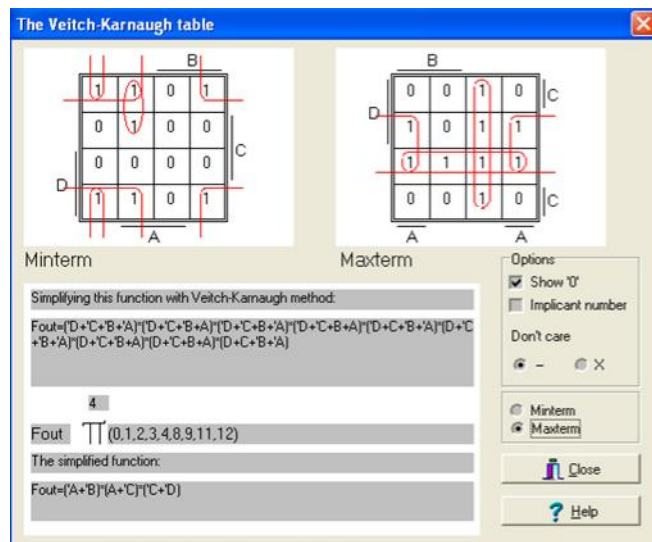 The Veitch-Karnaugh table
B
1 1 0 1
0 1 0 0
0 0 0 0
1 1 0 1
C
D
A
Minterm
B
0 0 1 0
1 0 1 1
1 1 1 1
0 0 1 0
C
D
C
A A
Maxterm
Simplifying this function with Veitch-Karnaugh method:
Fout=('D+'C+'B+'A)*('D+'C+'B+A)*('D+'C+B+'A)*('D+'C+B+A)*('D+C+'B+'A)*(D+'C
+'B+'A)*(D+'C+'B+A)*(D+'C+B+A)*(D+C+'B+'A)
4
Fout ∏ (0,1,2,3,4,8,9,11,12)
The simplified function:
Fout=('A+'B)*(A+'C)*('C+'D)
Options
Show '0'
Implicant number
Don't care
- X
Minterm
Maxterm
Close
? Help